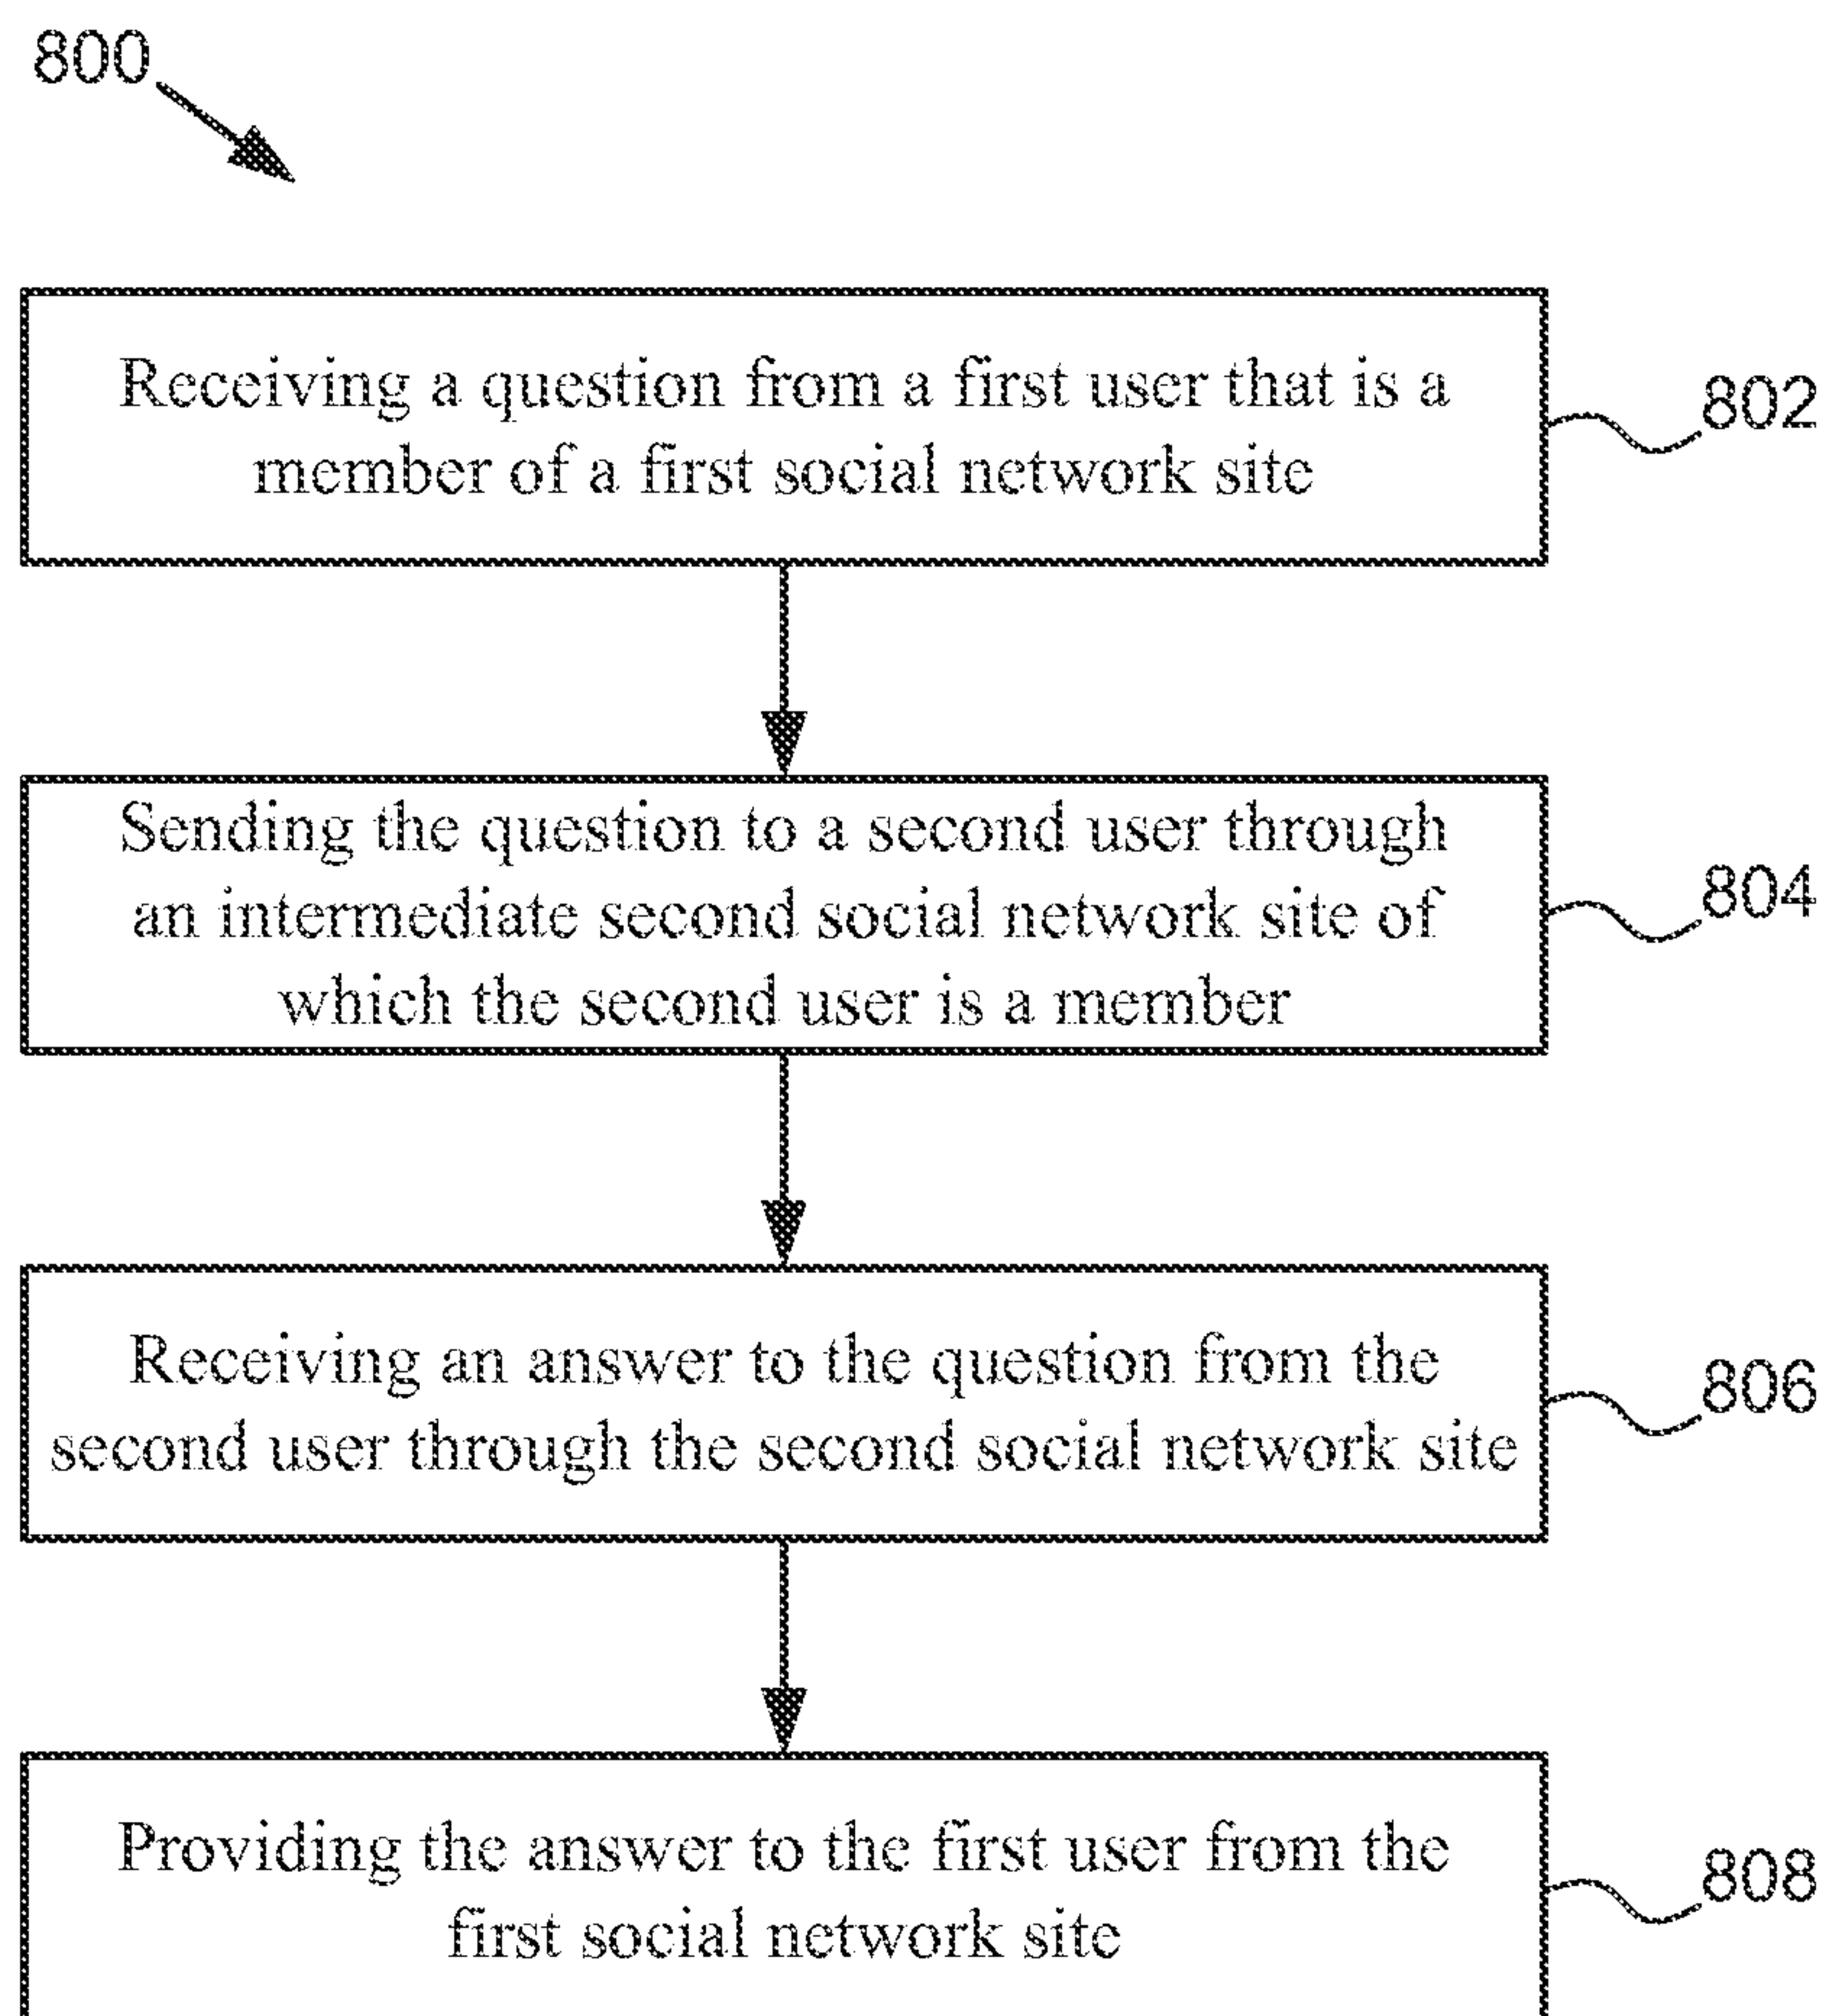 800
Receiving a question from a first user that is a
member of a first social network site
802
Sending the question to a second user through
an intermediate second social network site of
which the second user is a member
804
Receiving an answer to the question from the
second user through the second social network site
806
Providing the answer to the first user from the
first social network site
808